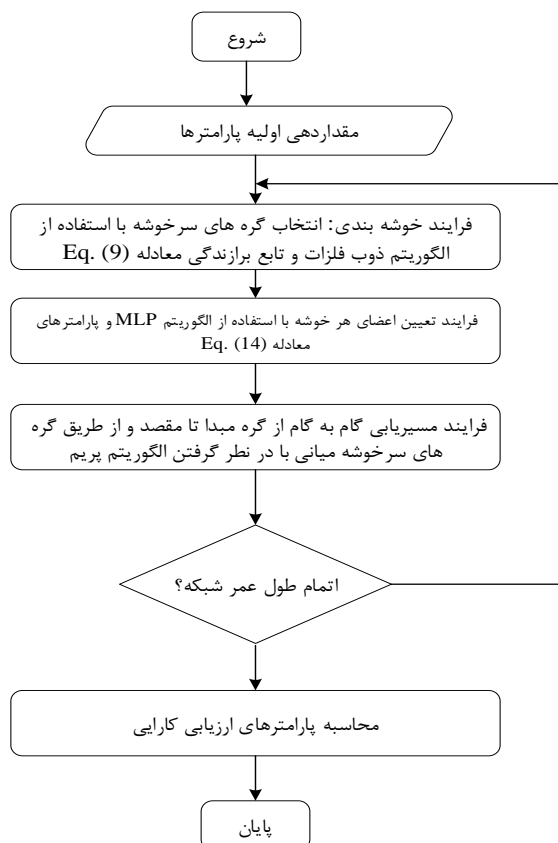 شروع
مقداردهی اولیه پارامترها
فرایند خوشه بندی: انتخاب گره های سرخوشه با استفاده از
الگوریتم ذوب فلزات و تابع برازندگی معادله Eq. (9)
فرایند تعیین اعضای هر خوشه با استفاده از الگوریتم MLP و پارامترهای
معادله Eq. (14)
فرایند مسیریابی گام به گام از گره مبدا تا مقصد و از طریق گره
های سرخوشه میانی با در نطر گرفتن الگوریتم پریم
اتمام طول عمر شبکه؟
محاسبه پارامترهای ارزیابی کارایی
پایان